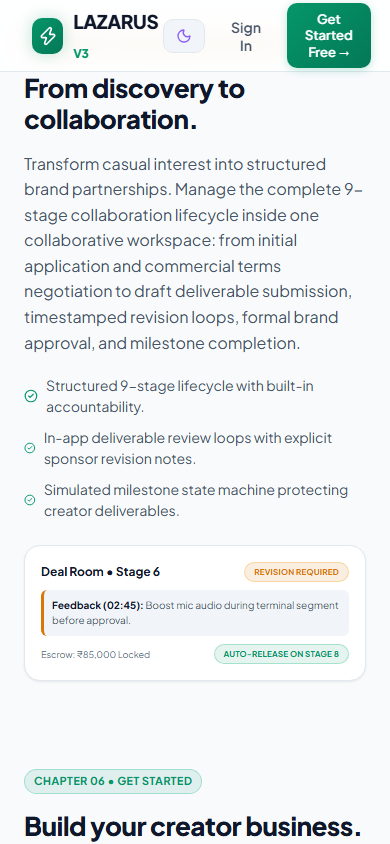 LAZARUS
V3
Sign
In
Get
Started
Free →
From discovery to
collaboration.
Transform casual interest into structured
brand partnerships. Manage the complete 9-
stage collaboration lifecycle inside one
collaborative workspace: from initial
application and commercial terms
negotiation to draft deliverable submission,
timestamped revision loops, formal brand
approval, and milestone completion.
Structured 9-stage lifecycle with built-in
accountability.
In-app deliverable review loops with explicit
sponsor revision notes.
Simulated milestone state machine protecting
creator deliverables.
Deal Room • Stage 6
REVISION REQUIRED
Feedback (02:45): Boost mic audio during terminal segment
before approval.
Escrow: ₹85,000 Locked
AUTO-RELEASE ON STAGE 8
CHAPTER 06 • GET STARTED
Build your creator business.